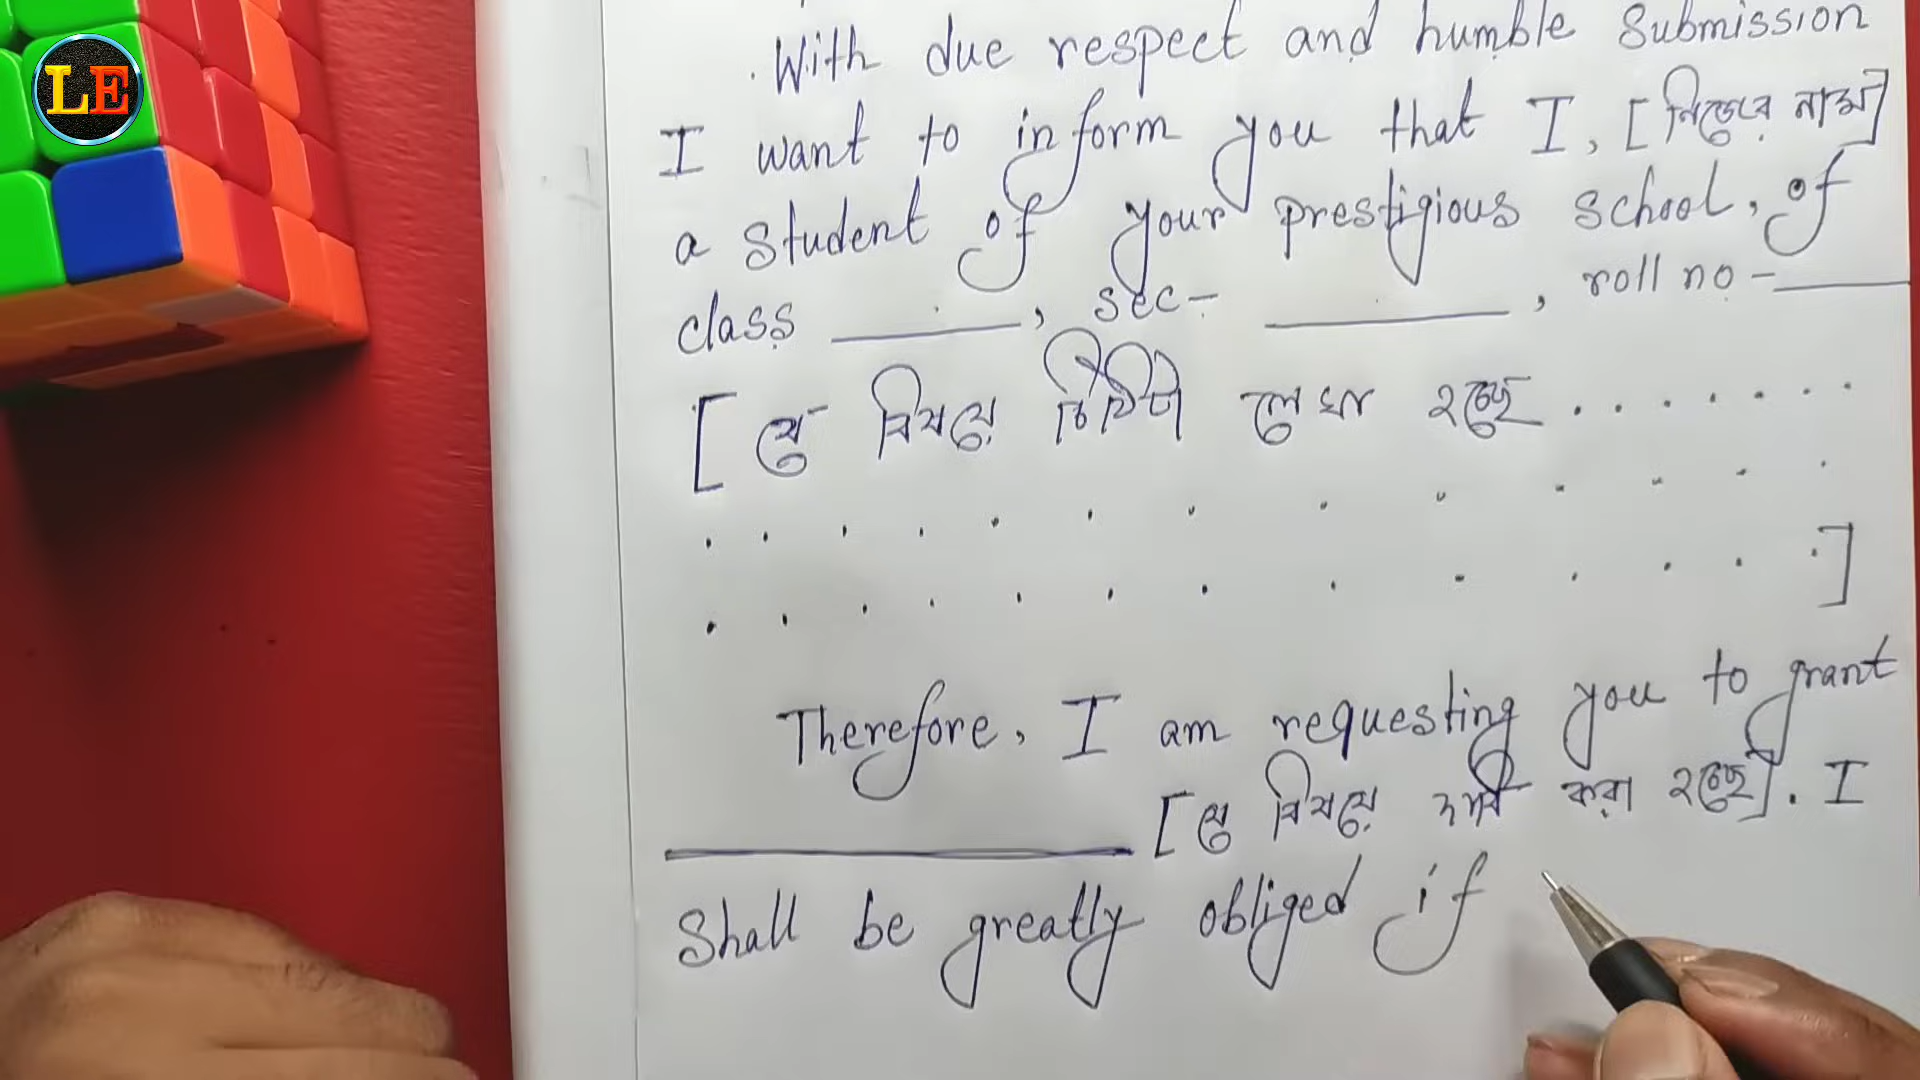 LE
With due respect and humble submission
I want to inform you that I, [নিজের নাম]
a student of your prestigious school, of
class ______, sec- ______, roll no - ______
[যে বিষয়ে চিঠিটা লেখা হচ্ছে . . . . . . .
. . . . . . . . . . . .
. . . . . . . . . . . . . ]
Therefore, I am requesting you to grant
______ [যে বিষয়ে দাবি করা হচ্ছে]. I
shall be greatly obliged if